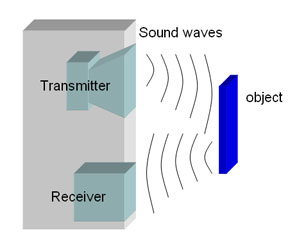 Sound waves
Transmitter
object
Receiver